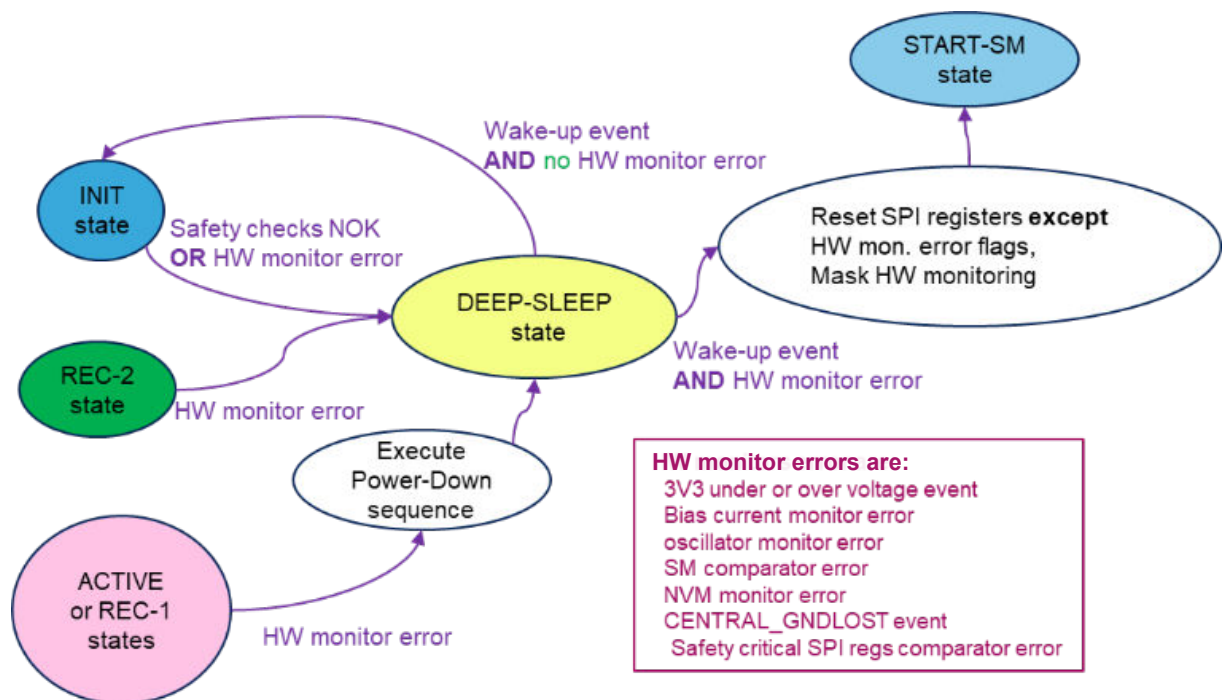 START-SM
state
Wake-up event
AND no HW monitor error
INIT
state
Safety checks NOK
OR HW monitor error
Reset SPI registers except
HW mon. error flags,
Mask HW monitoring
DEEP-SLEEP
state
Wake-up event
AND HW monitor error
REC-2
state
HW monitor error
Execute
Power-Down
sequence
HW monitor errors are:
3V3 under or over voltage event
Bias current monitor error
oscillator monitor error
SM comparator error
NVM monitor error
CENTRAL_GNDLOST event
Safety critical SPI regs comparator error
ACTIVE
or REC-1
states
HW monitor error